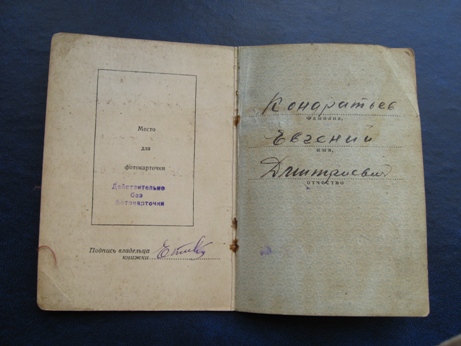 Место
для
фотокарточки
Действительно
без
фотокарточки
Подпись владельца
книжки
Кондратьев
фамилия,
Евгений
имя,
Дмитриевич
отчество